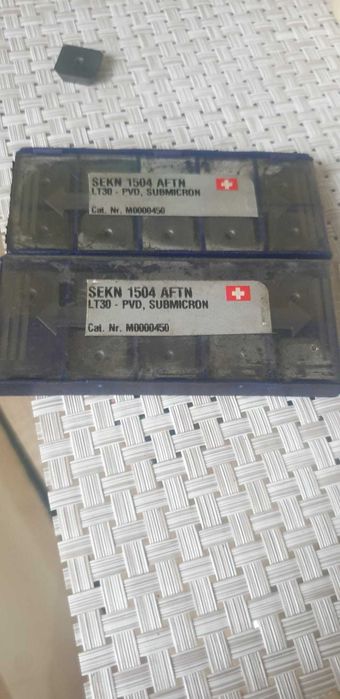 SEKN 1504 AFTN
LT30 - PVD, SUBMICRON
Cat. Nr. M0000450
SEKN 1504 AFTN
LT30 - PVD, SUBMICRON
Cat. Nr. M0000450